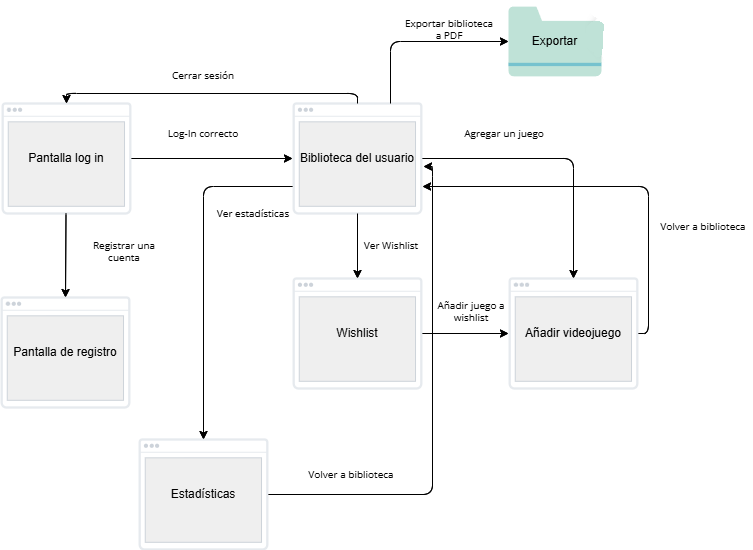 Exportar biblioteca
a PDF
Exportar
Cerrar sesión
Log-In correcto
Agregar un juego
Pantalla log in
Biblioteca del usuario
Ver estadísticas
Volver a biblioteca
Registrar una
cuenta
Ver Wishlist
Añadir juego a
wishlist
Pantalla de registro
Wishlist
Añadir videojuego
Volver a biblioteca
Estadísticas